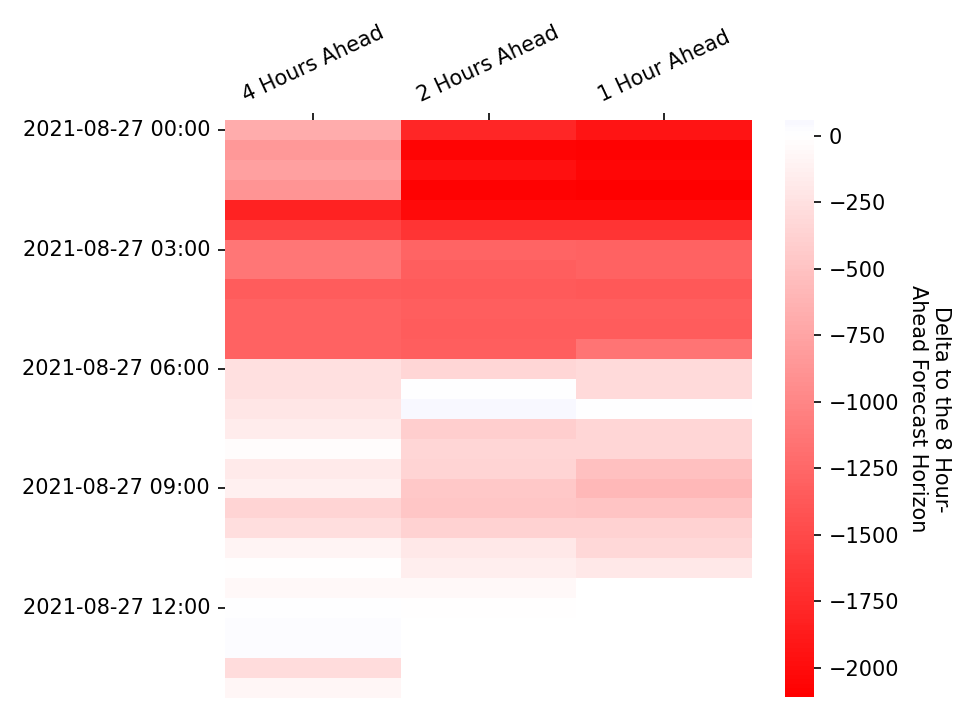 4 Hours Ahead
2 Hours Ahead
1 Hour Ahead
2021-08-27 00:00
2021-08-27 03:00
2021-08-27 06:00
2021-08-27 09:00
2021-08-27 12:00
0
−250
−500
−750
−1000
−1250
−1500
−1750
−2000
Delta to the 8 Hour-
Ahead Forecast Horizon